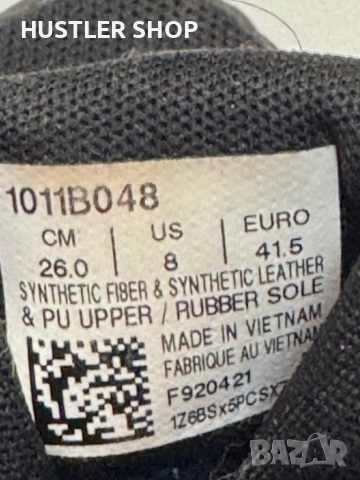 HUSTLER SHOP
1011B048
CM | US | EURO
26.0 | 8 | 41.5
SYNTHETIC FIBER & SYNTHETIC LEATHER
& PU UPPER / RUBBER SOLE
MADE IN VIETNAM
FABRIQUE AU VIETNAM
F920421
BAZAR